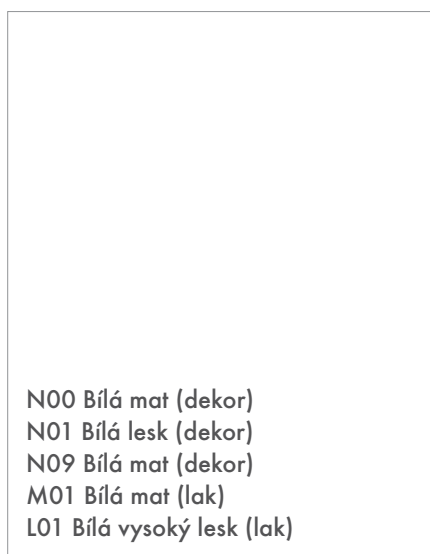 N00 Bílá mat (dekor)
N01 Bílá lesk (dekor)
N09 Bílá mat (dekor)
M01 Bílá mat (lak)
L01 Bílá vysoký lesk (lak)